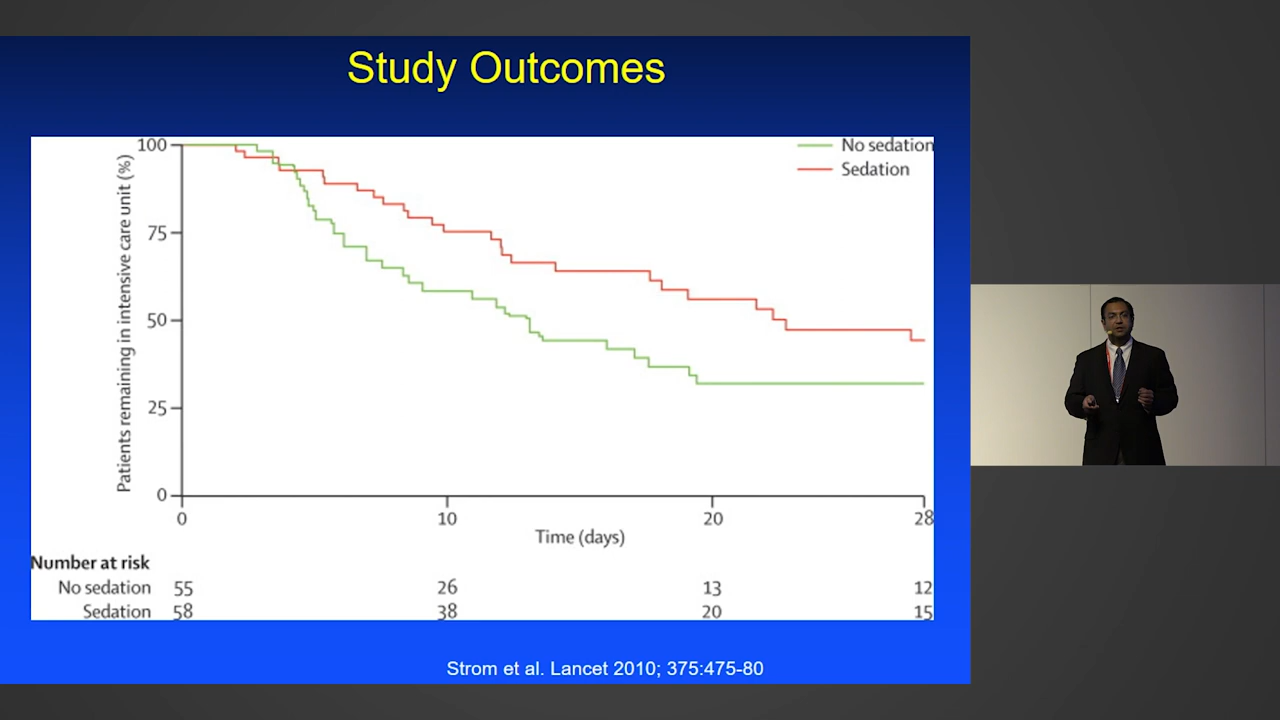 Study Outcomes
100
75
50
25
0
Patients remaining in intensive care unit (%)
No sedation
Sedation
0 10 20 28
Time (days)
Number at risk
No sedation 55 26 13 12
Sedation 58 38 20 15
Strom et al. Lancet 2010; 375:475-80